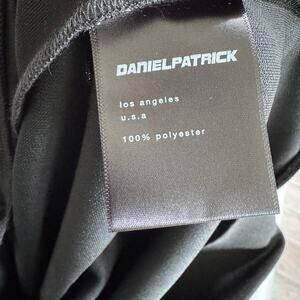 DANIELPATRICK
los angeles
u.s.a
100% polyester